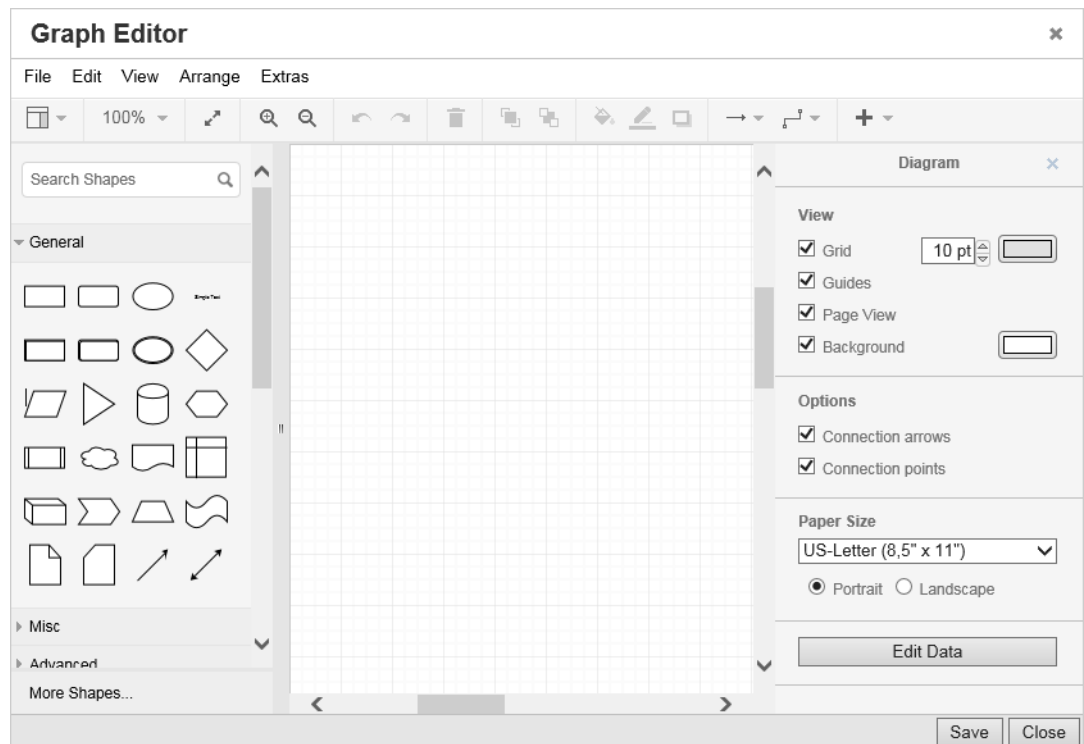 Graph Editor
File Edit View Arrange Extras
100%
Search Shapes
General
Simple Text
Misc
Advanced
More Shapes...
Diagram
View
Grid 10 pt
Guides
Page View
Background
Options
Connection arrows
Connection points
Paper Size
US-Letter (8,5" x 11")
Portrait Landscape
Edit Data
Save Close